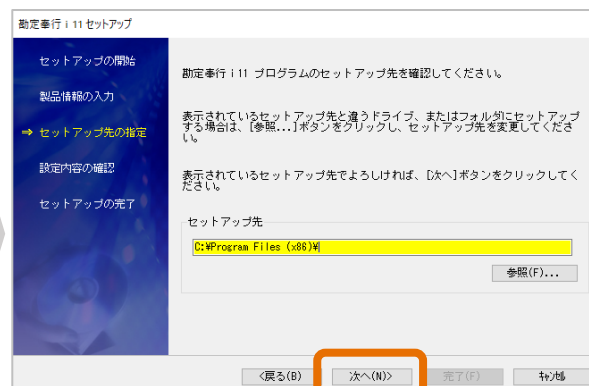 勘定奉行 i 11 セットアップ
セットアップの開始
製品情報の入力
⇒ セットアップ先の指定
設定内容の確認
セットアップの完了
勘定奉行 i 11 プログラムのセットアップ先を確認してください。
表示されているセットアップ先と違うドライブ、またはフォルダにセットアップ
する場合は、[参照...]ボタンをクリックし、セットアップ先を変更してくださ
い。
表示されているセットアップ先でよろしければ、[次へ]ボタンをクリックしてく
ださい。
セットアップ先
C:¥Program Files (x86)¥
参照(F)...
<戻る(B)
次へ(N)>
完了(F)
キャンセル